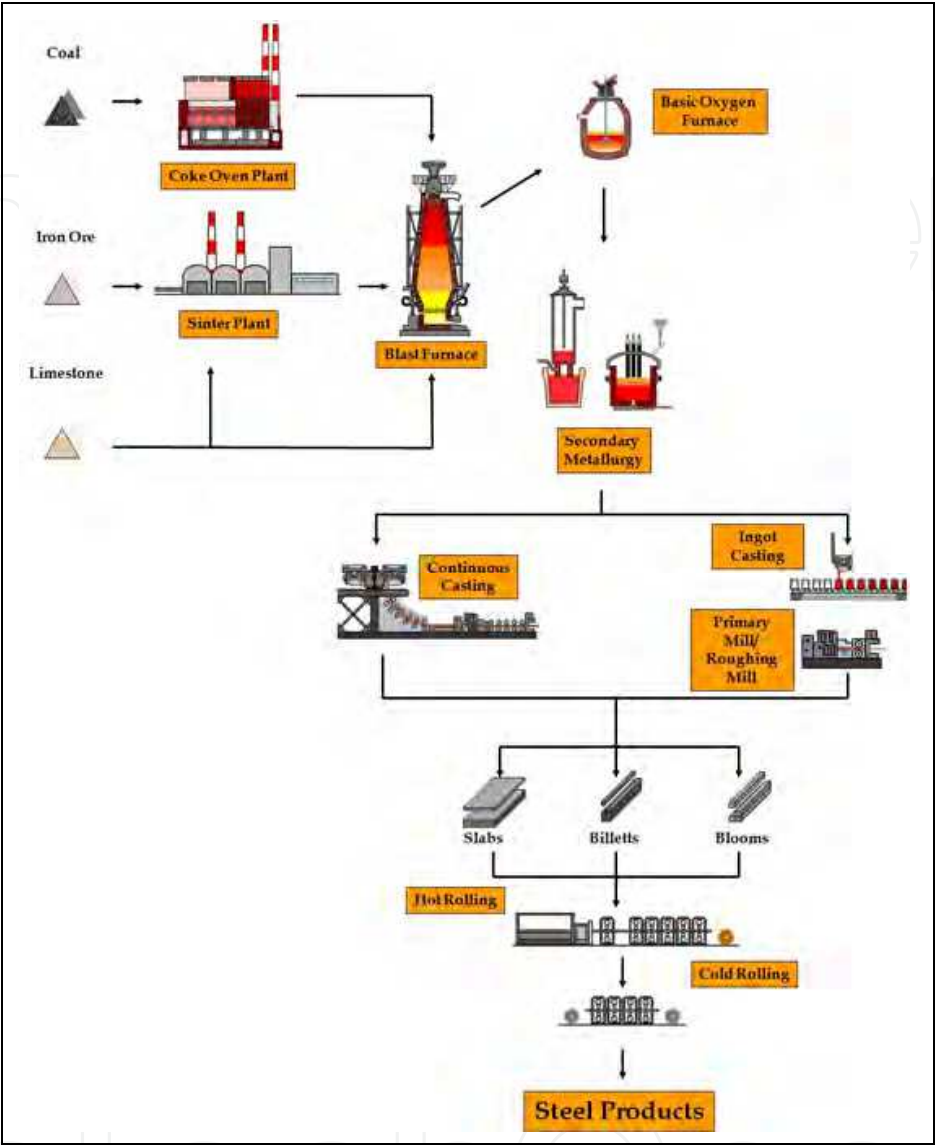 Coal
Coke Oven Plant
Basic Oxygen
Furnace
Iron Ore
Sinter Plant
Blast Furnace
Limestone
Secondary
Metallurgy
Continuous
Casting
Ingot
Casting
Primary
Mill/
Roughing
Mill
Slabs
Billetts
Blooms
Hot Rolling
Cold Rolling
Steel Products